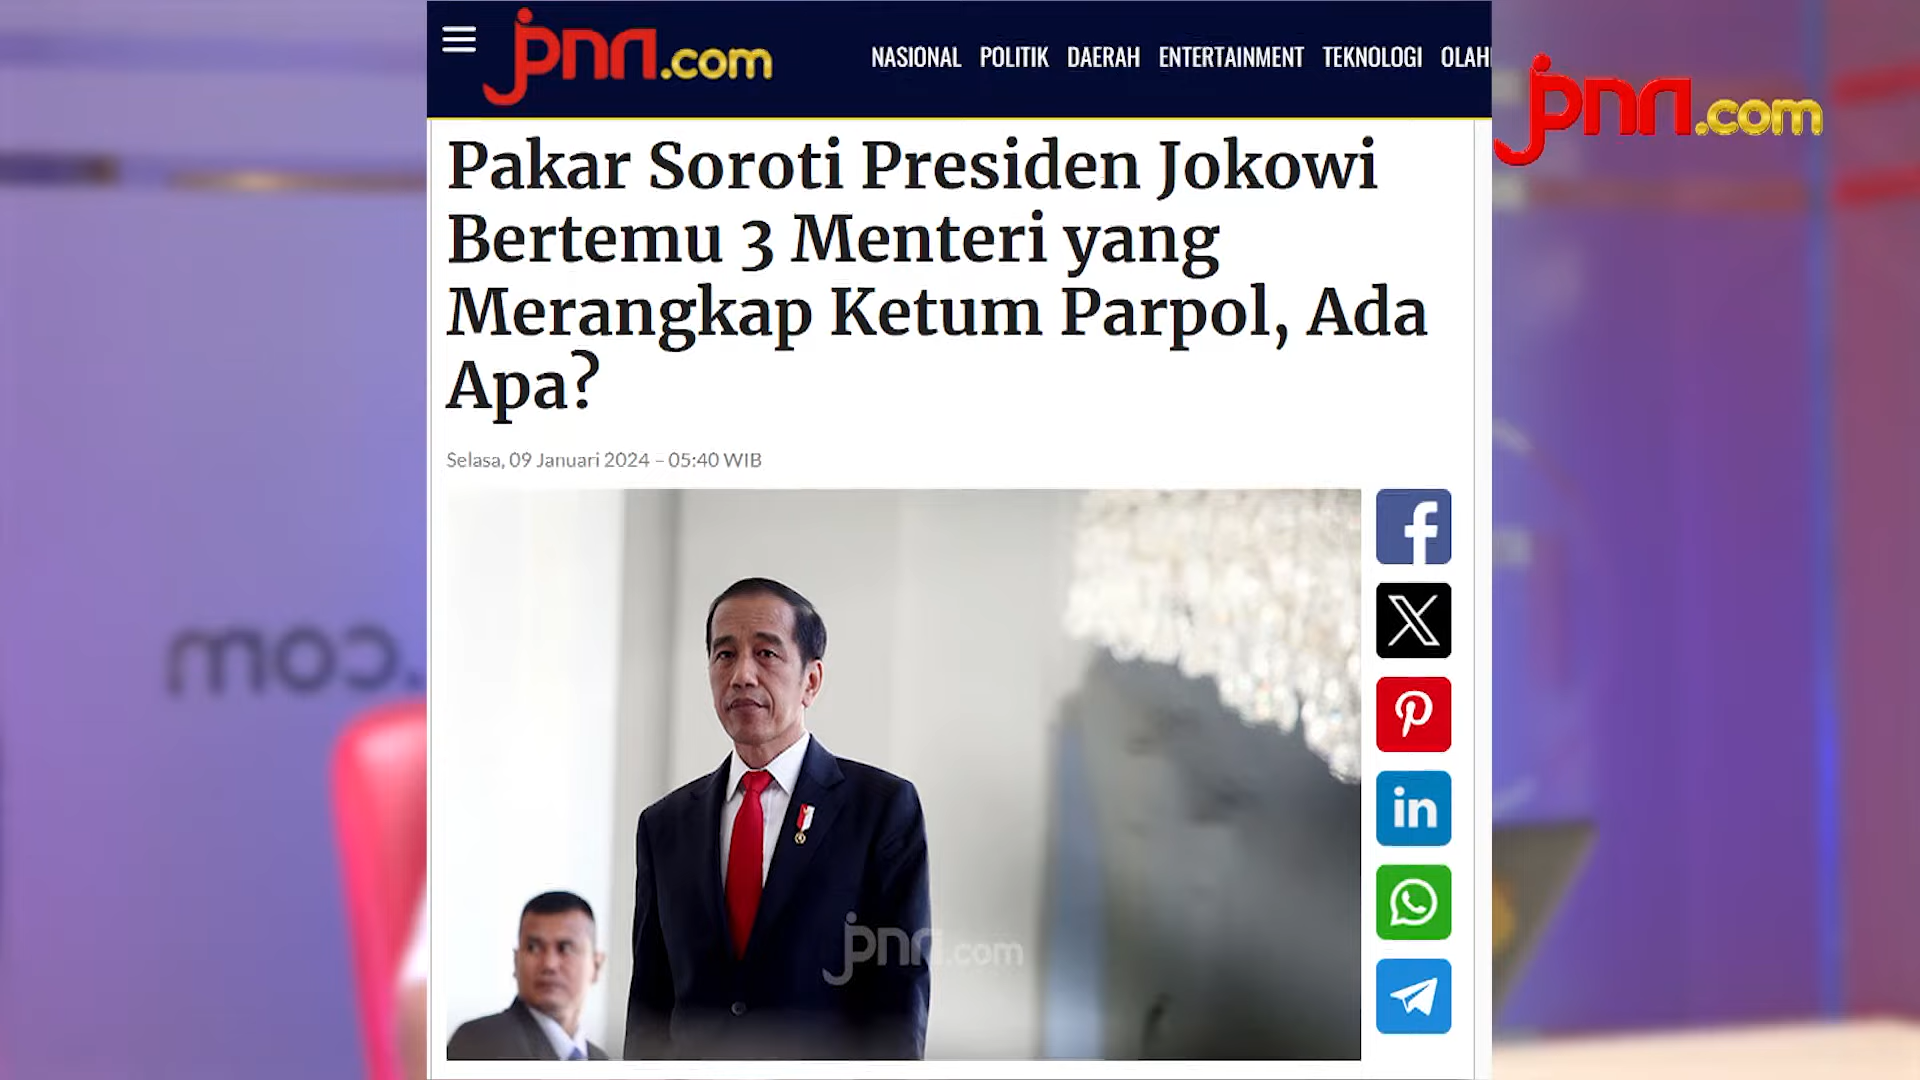 jpnn.com
NASIONAL POLITIK DAERAH ENTERTAINMENT TEKNOLOGI OLAH
jpnn.com
Pakar Soroti Presiden Jokowi
Bertemu 3 Menteri yang
Merangkap Ketum Parpol, Ada
Apa?
Selasa, 09 Januari 2024 – 05:40 WIB
jpnn.com
.com